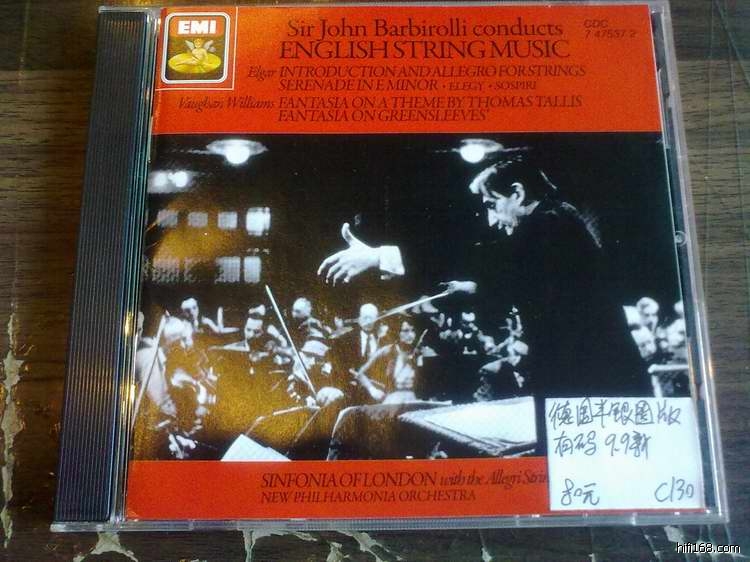 EMI
Sir John Barbirolli conducts
ENGLISH STRING MUSIC
CDC
7 47537 2
Elgar INTRODUCTION AND ALLEGRO FOR STRINGS
SERENADE IN E MINOR · ELEGY · SOSPIRI
Vaughan Williams FANTASIA ON A THEME BY THOMAS TALLIS
FANTASIA ON GREENSLEEVES'
SINFONIA OF LONDON with the Allegri Strin
NEW PHILHARMONIA ORCHESTRA
德国半银圈版
有码 9.9新
80元 C130
hifi168.com